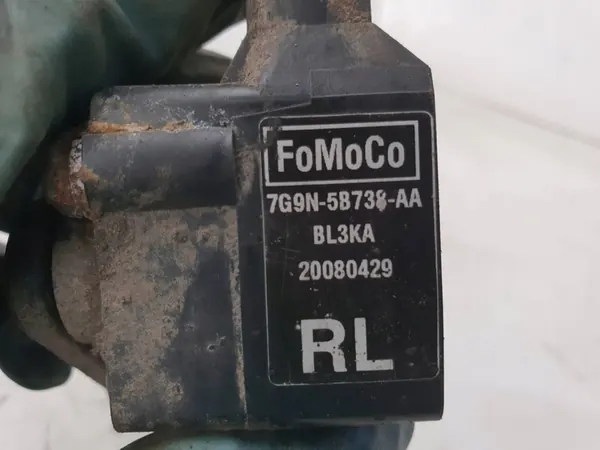 FoMoCo
7G9N-5B738-AA
BL3KA
20080429
RL